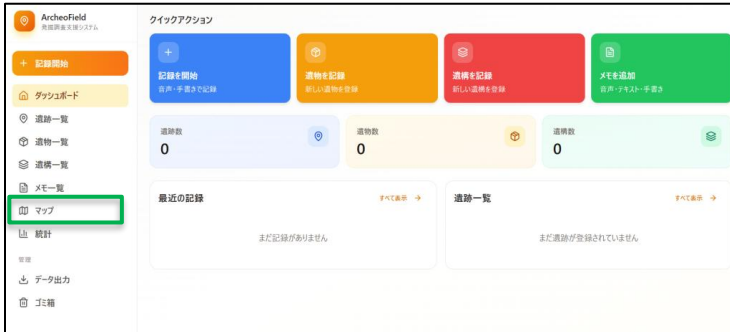 ArcheoField
発掘調査支援システム
+ 記録開始
ダッシュボード
遺跡一覧
遺物一覧
遺構一覧
メモ一覧
マップ
統計
管理
データ出力
ゴミ箱
クイックアクション
記録を開始
音声・手書きで記録
遺物を記録
新しい遺物を登録
遺構を記録
新しい遺構を登録
メモを追加
音声・テキスト・手書き
遺跡数
0
遺物数
0
遺構数
0
最近の記録
すべて表示 →
まだ記録がありません
遺跡一覧
すべて表示 →
まだ遺跡が登録されていません